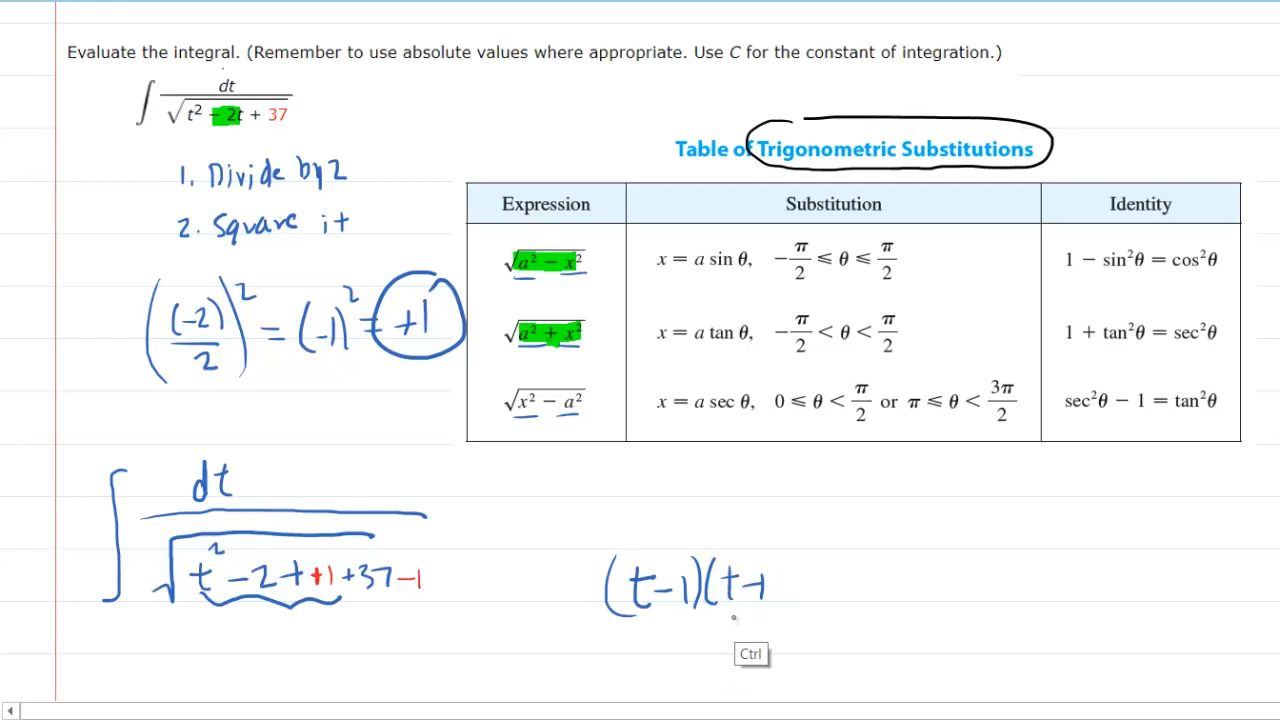 Evaluate the integral. (Remember to use absolute values where appropriate. Use C for the constant of integration.)
∫ dt / √(t² − 2t + 37)
1. Divide by 2
2. Square it
((-2)/2)² = (-1)² = +1
Table of Trigonometric Substitutions
Expression Substitution Identity
√(a² − x²) x = a sin θ, −π/2 ≤ θ ≤ π/2 1 − sin²θ = cos²θ
√(a² + x²) x = a tan θ, −π/2 < θ < π/2 1 + tan²θ = sec²θ
√(x² − a²) x = a sec θ, 0 ≤ θ < π/2 or π ≤ θ < 3π/2 sec²θ − 1 = tan²θ
∫ dt / √(t² − 2t + 1 + 37 − 1)
(t−1)(t−1
Ctrl